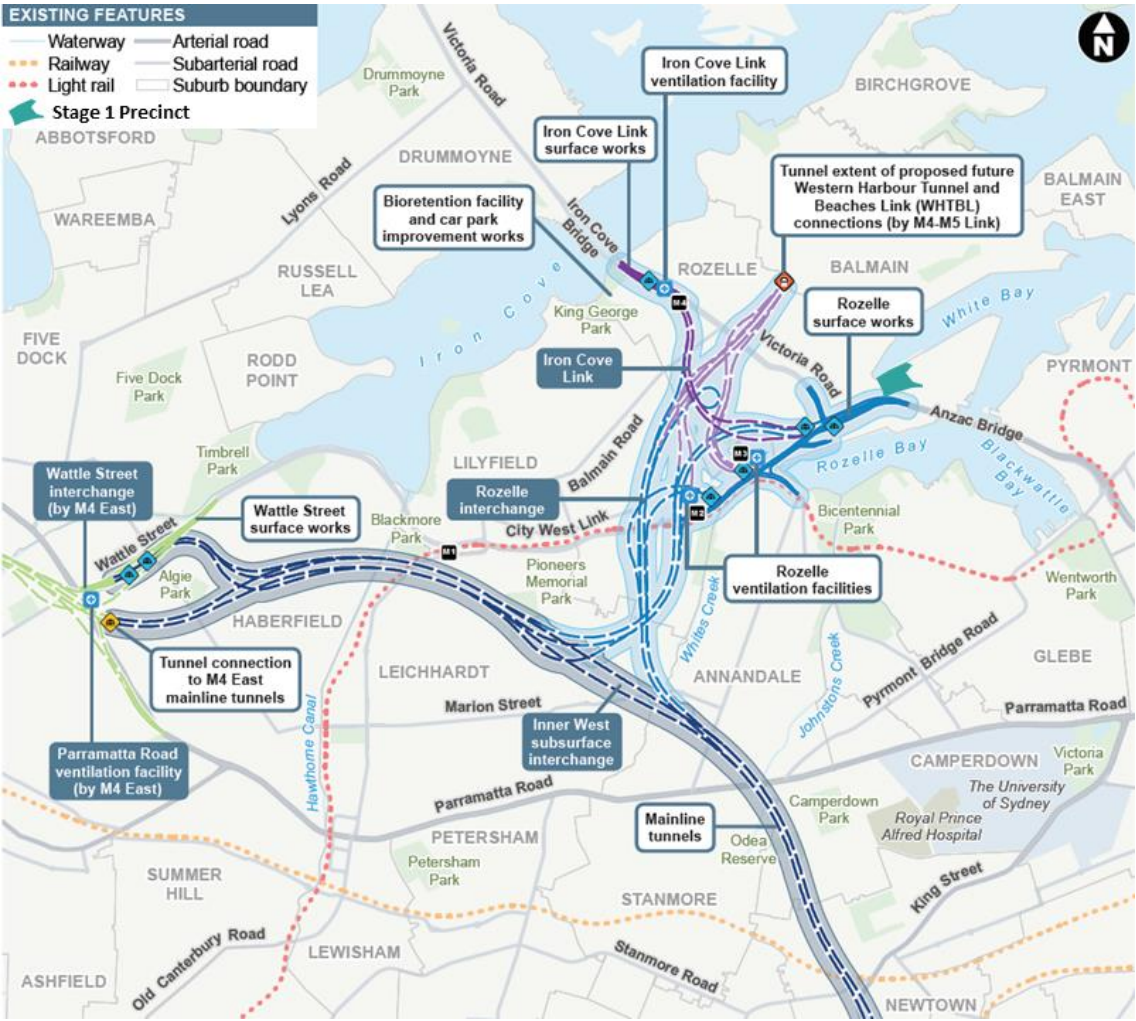 EXISTING FEATURES
Waterway
Arterial road
Railway
Subarterial road
Light rail
Suburb boundary
Stage 1 Precinct
N
Victoria Road
Drummoyne
Park
Iron Cove Link
ventilation facility
BIRCHGROVE
ABBOTSFORD
Iron Cove Link
surface works
DRUMMOYNE
Lyons Road
Tunnel extent of proposed future
Western Harbour Tunnel and
Beaches Link (WHTBL)
connections (by M4-M5 Link)
BALMAIN
EAST
Bioretention facility
and car park
improvement works
Iron Cove
Bridge
WAREEMBA
RUSSELL
LEA
ROZELLE
BALMAIN
White Bay
M4
King George
Park
Rozelle
surface works
Iron Cove
FIVE
DOCK
RODD
POINT
Five Dock
Park
Iron Cove
Link
Victoria Road
PYRMONT
Anzac Bridge
Timbrell
Park
Balmain Road
LILYFIELD
M3
Rozelle Bay
Blackwattle
Bay
Wattle Street
interchange
(by M4 East)
Wattle Street
surface works
Rozelle
interchange
M2
Blackmore
Park
City West Link
Bicentennial
Park
Wattle Street
M1
Algie
Park
Pioneers
Memorial
Park
Rozelle
ventilation facilities
Wentworth
Park
HABERFIELD
Whites Creek
Tunnel connection
to M4 East
mainline tunnels
LEICHHARDT
ANNANDALE
Johnstons Creek
Pyrmont Bridge Road
GLEBE
Marion Street
Parramatta Road
Hawthorne Canal
Inner West
subsurface
interchange
Parramatta Road
ventilation facility
(by M4 East)
CAMPERDOWN
Victoria
Park
The University
of Sydney
Parramatta Road
Camperdown
Park
Royal Prince
Alfred Hospital
Mainline
tunnels
Odea
Reserve
PETERSHAM
Petersham
Park
SUMMER
HILL
STANMORE
King Street
Old Canterbury Road
LEWISHAM
Stanmore Road
ASHFIELD
NEWTOWN